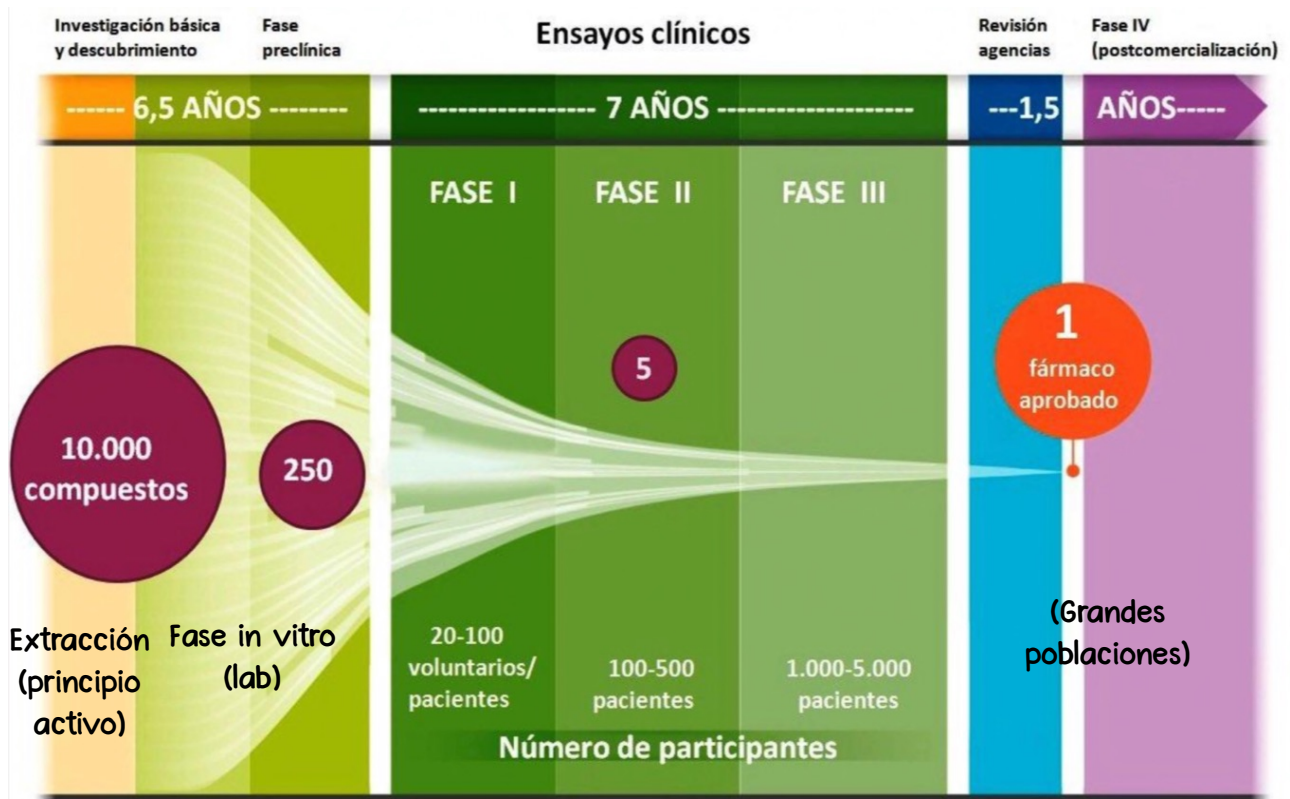 Investigación básica
y descubrimiento
Fase
preclínica
Ensayos clínicos
Revisión
agencias
Fase IV
(postcomercialización)
------ 6,5 AÑOS --------
------------------ 7 AÑOS --------------------
---1,5 AÑOS-----
FASE I
FASE II
FASE III
10.000
compuestos
250
5
1
fármaco
aprobado
Extracción
(principio
activo)
Fase in vitro
(lab)
20-100
voluntarios/
pacientes
100-500
pacientes
1.000-5.000
pacientes
(Grandes
poblaciones)
Número de participantes